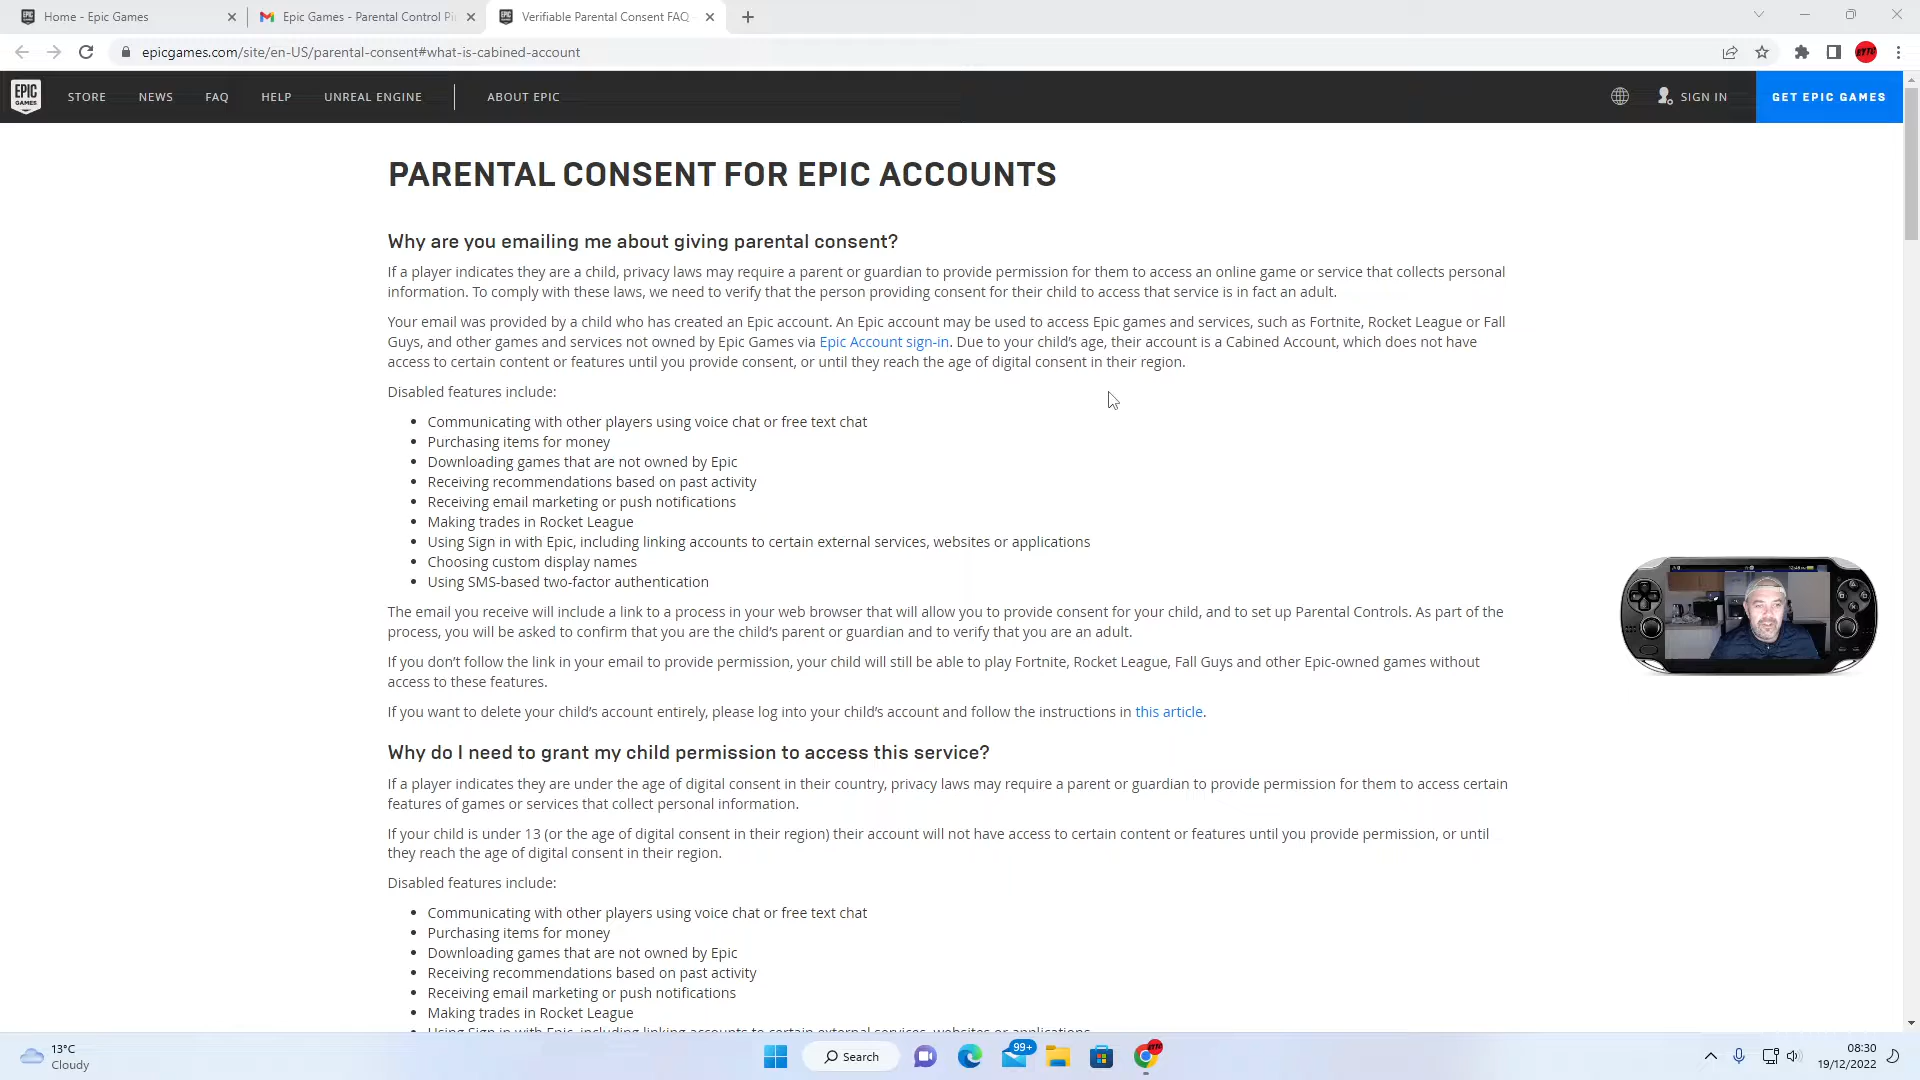 Home - Epic Games
Epic Games - Parental Control Pi
Verifiable Parental Consent FAQ
epicgames.com/site/en-US/parental-consent#what-is-cabined-account
EPIC GAMES
STORE
NEWS
FAQ
HELP
UNREAL ENGINE
ABOUT EPIC
SIGN IN
GET EPIC GAMES
PARENTAL CONSENT FOR EPIC ACCOUNTS
Why are you emailing me about giving parental consent?
If a player indicates they are a child, privacy laws may require a parent or guardian to provide permission for them to access an online game or service that collects personal
information. To comply with these laws, we need to verify that the person providing consent for their child to access that service is in fact an adult.
Your email was provided by a child who has created an Epic account. An Epic account may be used to access Epic games and services, such as Fortnite, Rocket League or Fall
Guys, and other games and services not owned by Epic Games via Epic Account sign-in. Due to your child's age, their account is a Cabined Account, which does not have
access to certain content or features until you provide consent, or until they reach the age of digital consent in their region.
Disabled features include:
• Communicating with other players using voice chat or free text chat
• Purchasing items for money
• Downloading games that are not owned by Epic
• Receiving recommendations based on past activity
• Receiving email marketing or push notifications
• Making trades in Rocket League
• Using Sign in with Epic, including linking accounts to certain external services, websites or applications
• Choosing custom display names
• Using SMS-based two-factor authentication
The email you receive will include a link to a process in your web browser that will allow you to provide consent for your child, and to set up Parental Controls. As part of the
process, you will be asked to confirm that you are the child's parent or guardian and to verify that you are an adult.
If you don't follow the link in your email to provide permission, your child will still be able to play Fortnite, Rocket League, Fall Guys and other Epic-owned games without
access to these features.
If you want to delete your child's account entirely, please log into your child's account and follow the instructions in this article.
Why do I need to grant my child permission to access this service?
If a player indicates they are under the age of digital consent in their country, privacy laws may require a parent or guardian to provide permission for them to access certain
features of games or services that collect personal information.
If your child is under 13 (or the age of digital consent in their region) their account will not have access to certain content or features until you provide permission, or until
they reach the age of digital consent in their region.
Disabled features include:
• Communicating with other players using voice chat or free text chat
• Purchasing items for money
• Downloading games that are not owned by Epic
• Receiving recommendations based on past activity
• Receiving email marketing or push notifications
• Making trades in Rocket League
Using Sign in with Epic, including linking accounts to certain external services, websites or applications
13°C
Cloudy
Search
99+
08:30
19/12/2022